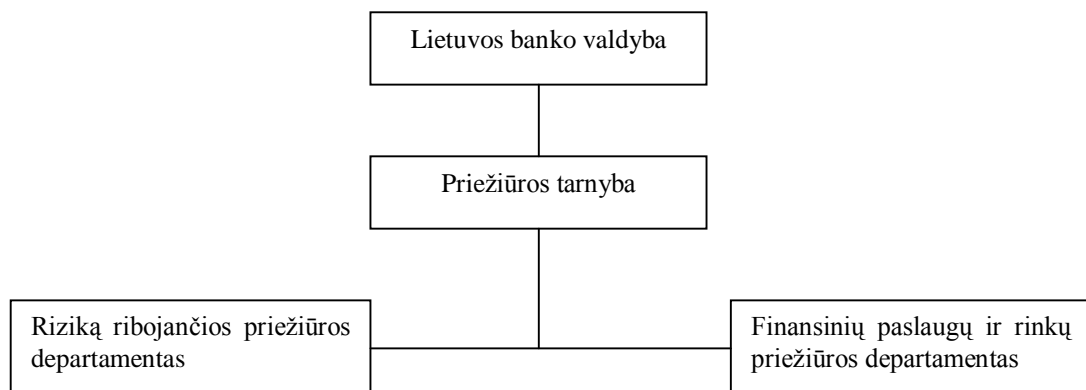 Lietuvos banko valdyba
Priežiūros tarnyba
Riziką ribojančios priežiūros
departamentas
Finansinių paslaugų ir rinkų
priežiūros departamentas